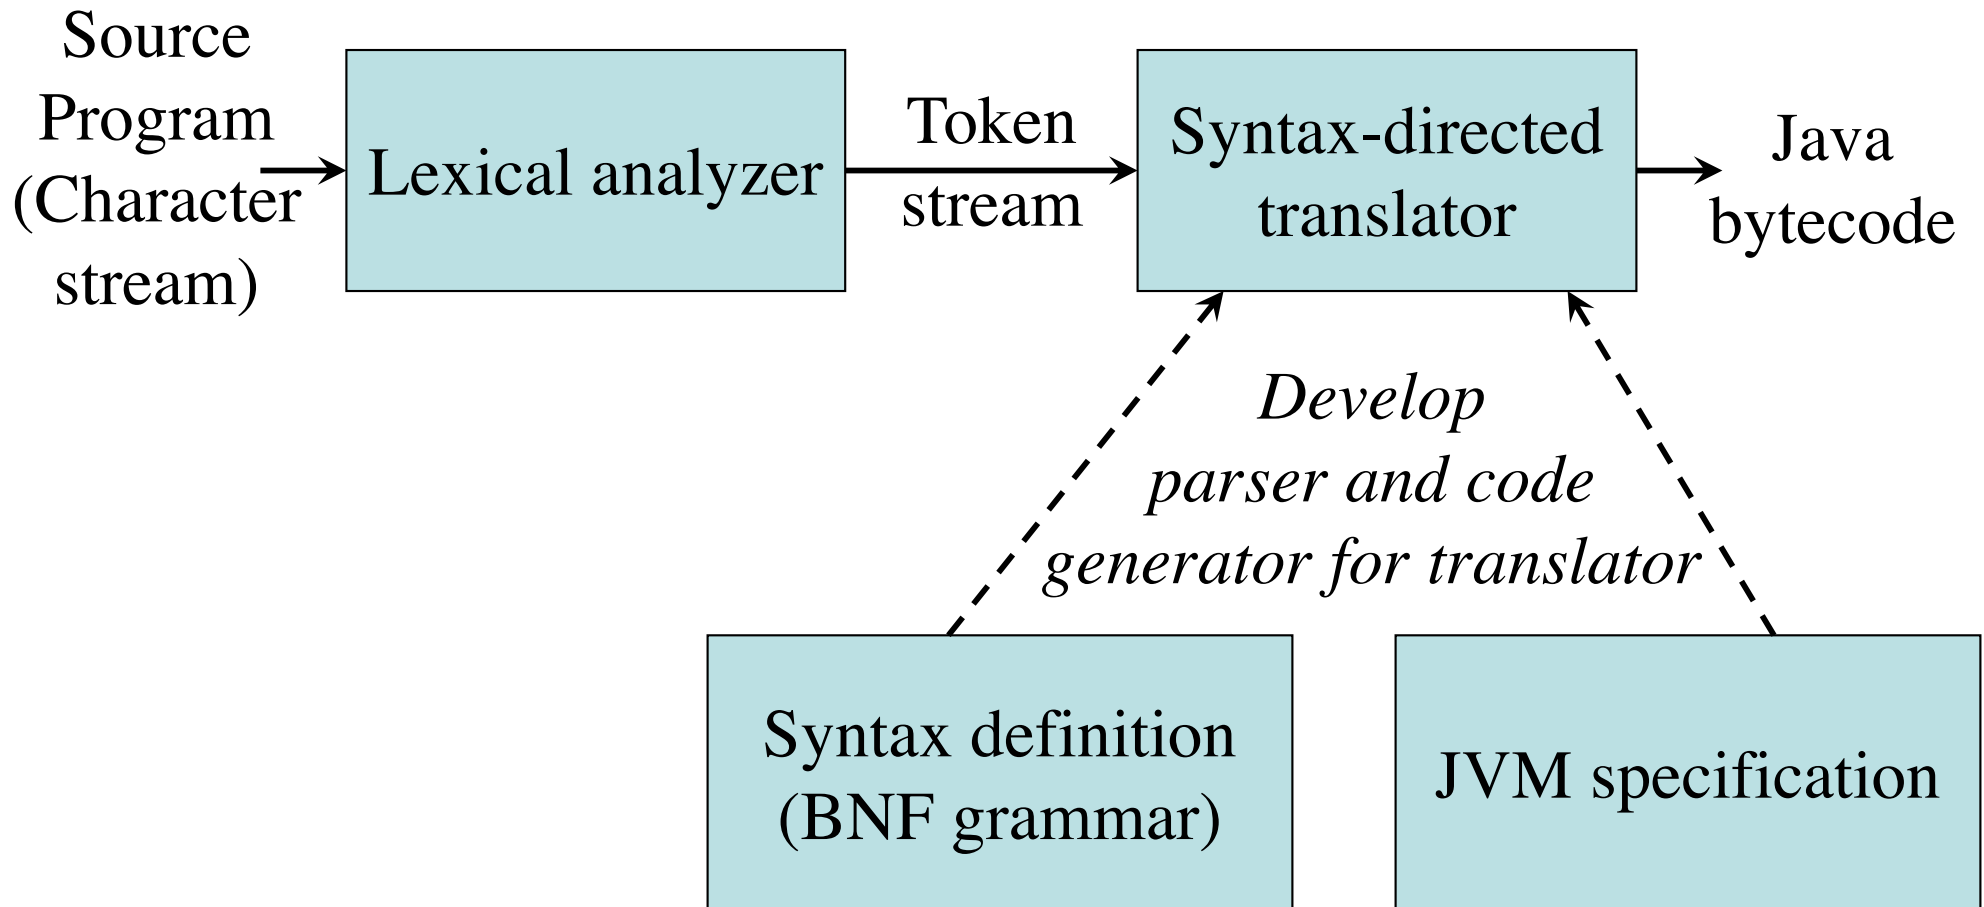 Source
Program
(Character
stream)
Lexical analyzer
Token
stream
Syntax-directed
translator
Java
bytecode
Develop
parser and code
generator for translator
Syntax definition
(BNF grammar)
JVM specification